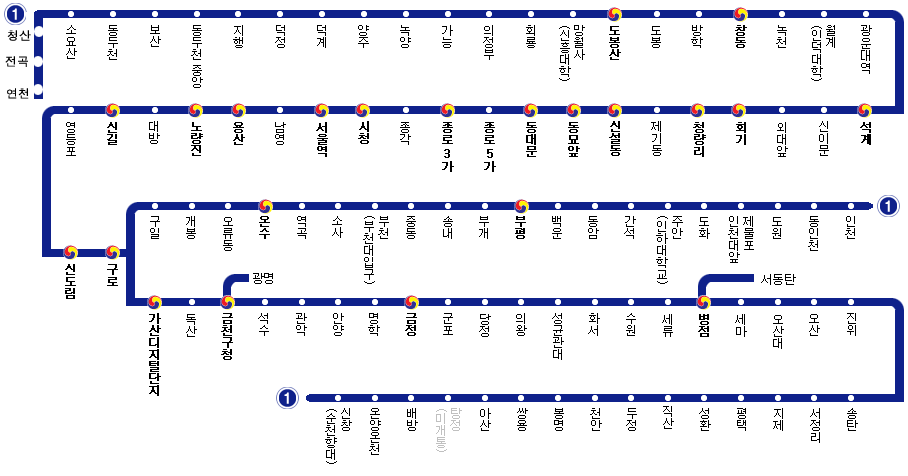 1
청산
전곡
연천
소요산
동두천
보산
동두천 중앙
지행
덕정
덕계
양주
녹양
가능
의정부
회룡
망월사
(신흥대학)
도봉산
도봉
방학
창동
녹천
월계
(인덕대학)
광운대역
영등포
신길
대방
노량진
용산
남영
서울역
시청
종각
종로3가
종로5가
동대문
동묘앞
신설동
제기동
청량리
회기
외대앞
신이문
석계
신도림
구로
구일
개봉
오류동
온수
역곡
소사
부천
(부천대입구)
중동
송내
부개
부평
백운
동암
간석
주안
(인하대학교)
도화
제물포
인천대앞
도원
동인천
인천
1
광명
서동탄
가산디지털단지
독산
금천구청
석수
관악
안양
명학
금정
군포
당정
의왕
성균관대
화서
수원
세류
병점
세마
오산대
오산
진위
1
신창
(순천향대)
온양온천
배방
탕정
(미개통)
아산
쌍용
봉명
천안
두정
직산
성환
평택
지제
서정리
송탄